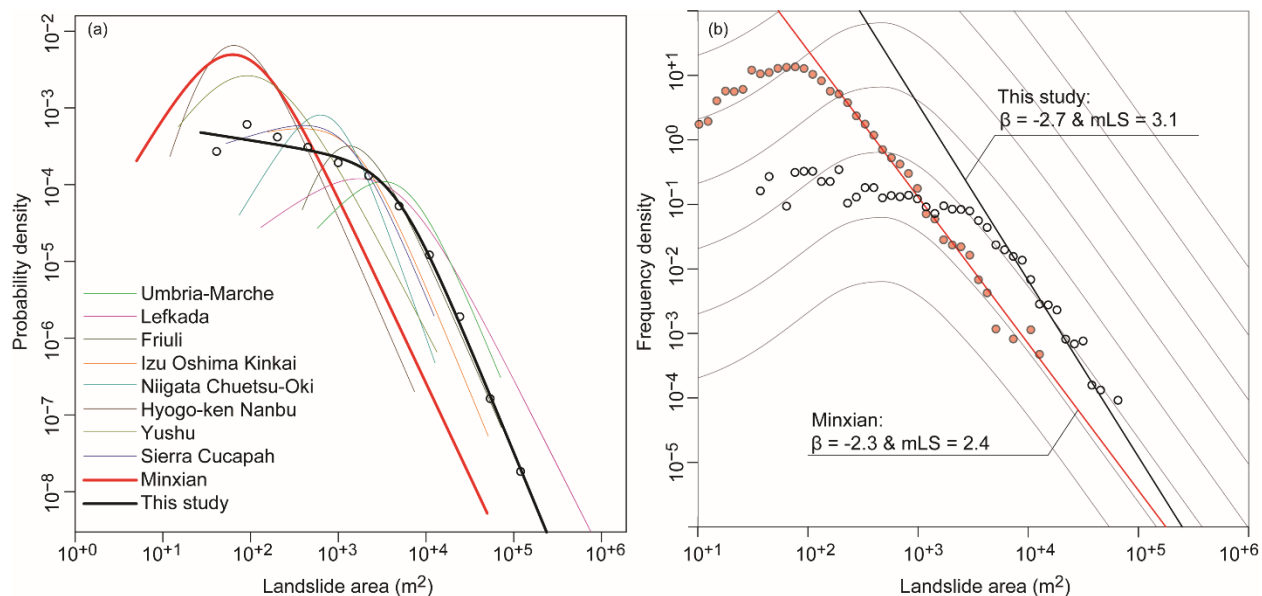 (a)
Probability density
10⁻²
10⁻³
10⁻⁴
10⁻⁵
10⁻⁶
10⁻⁷
10⁻⁸
Umbria-Marche
Lefkada
Friuli
Izu Oshima Kinkai
Niigata Chuetsu-Oki
Hyogo-ken Nanbu
Yushu
Sierra Cucapah
Minxian
This study
10⁺⁰ 10⁺¹ 10⁺² 10⁺³ 10⁺⁴ 10⁺⁵ 10⁺⁶
Landslide area (m²)
(b)
Frequency density
10⁺¹
10⁰
10⁻¹
10⁻²
10⁻³
10⁻⁴
10⁻⁵
This study:
β = -2.7 & mLS = 3.1
Minxian:
β = -2.3 & mLS = 2.4
10⁺¹ 10⁺² 10⁺³ 10⁺⁴ 10⁺⁵ 10⁺⁶
Landslide area (m²)